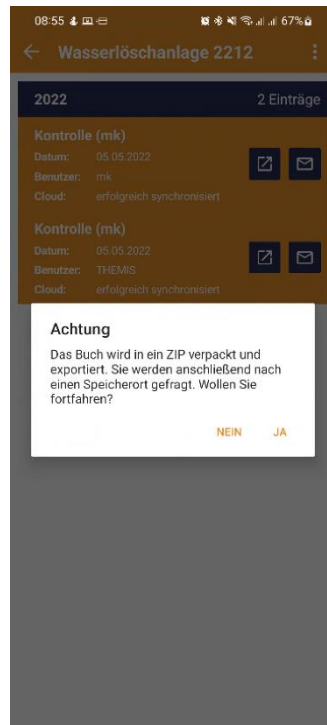 08:55
67%
Wasserlöschanlage 2212
2022 2 Einträge
Kontrolle (mk)
Datum: 05.05.2022
Benutzer: mk
Cloud: erfolgreich synchronisiert
Kontrolle (mk)
Datum: 05.05.2022
Benutzer: THEMIS
Cloud: erfolgreich synchronisiert
Achtung
Das Buch wird in ein ZIP verpackt und
exportiert. Sie werden anschließend nach
einen Speicherort gefragt. Wollen Sie
fortfahren?
NEIN JA